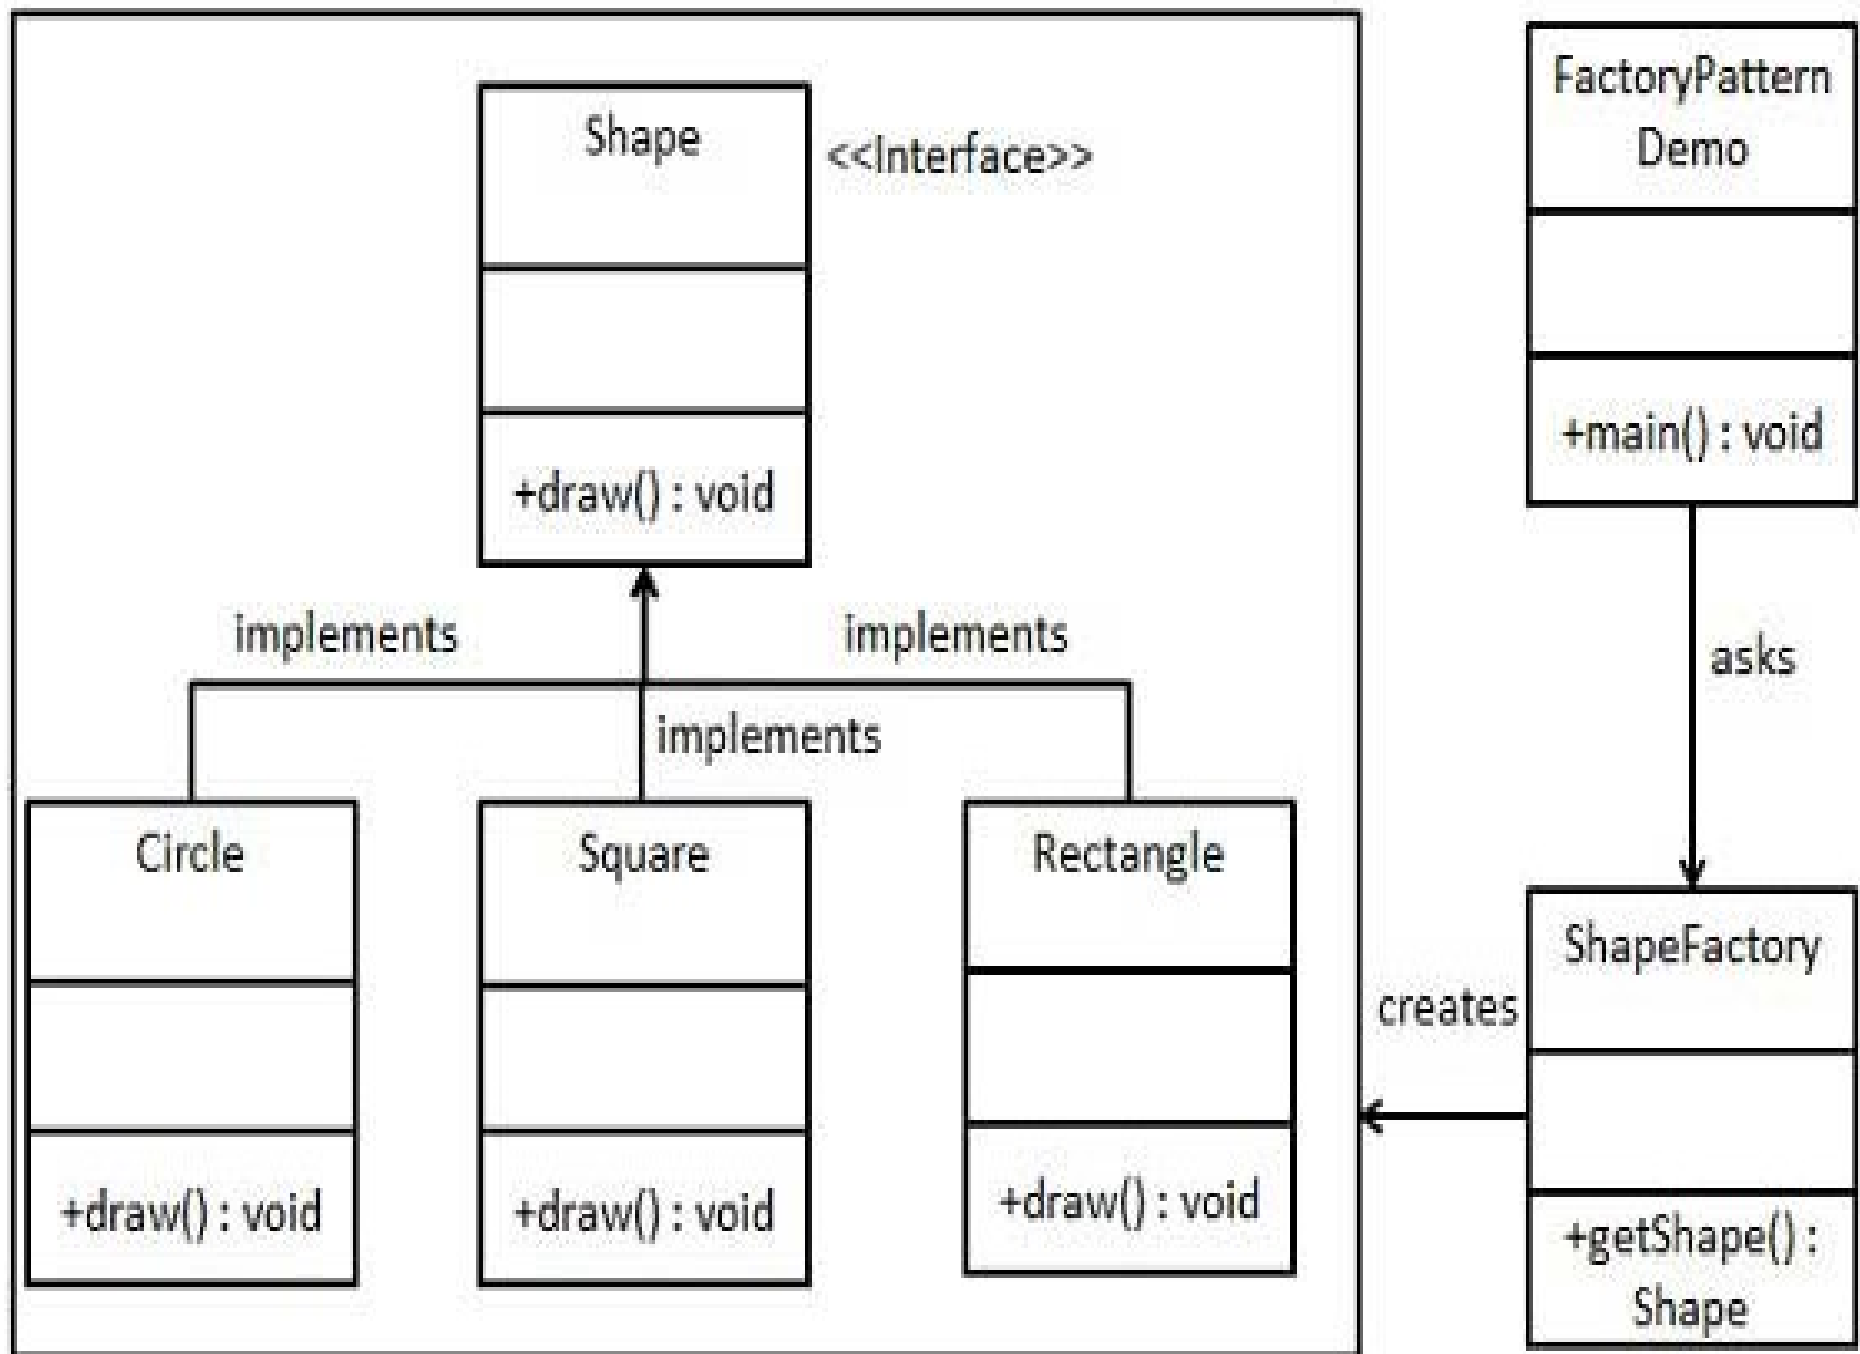 Shape
<<Interface>>
+draw() : void
implements
implements
implements
Circle
+draw() : void
Square
+draw() : void
Rectangle
+draw() : void
FactoryPattern
Demo
+main() : void
asks
creates
ShapeFactory
+getShape() :
Shape